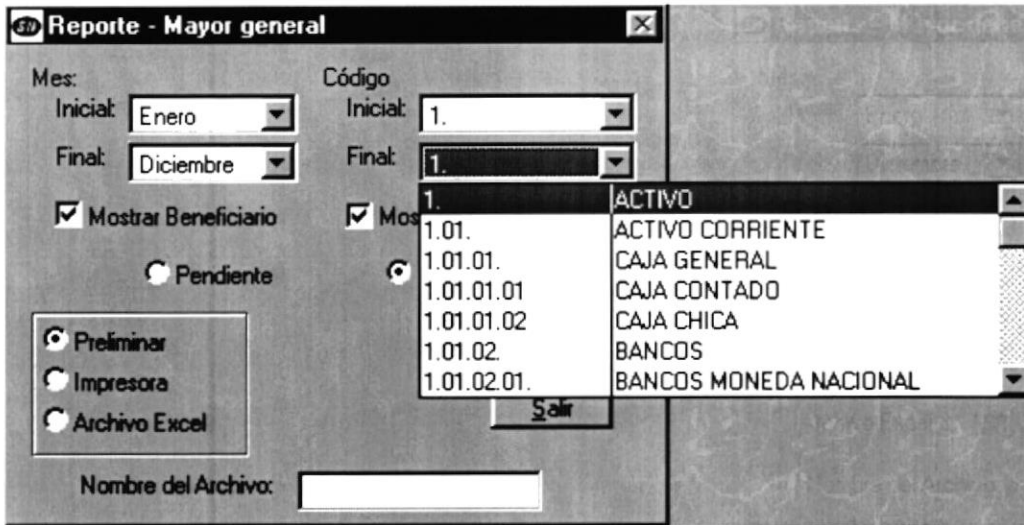 SN Reporte - Mayor general
Mes: Código
Inicial: Enero Inicial: 1.
Final: Diciembre Final: 1.
1. ACTIVO
Mostrar Beneficiario Mos
1.01. ACTIVO CORRIENTE
1.01.01. CAJA GENERAL
Pendiente
1.01.01.01 CAJA CONTADO
1.01.01.02 CAJA CHICA
Preliminar
1.01.02. BANCOS
Impresora
1.01.02.01. BANCOS MONEDA NACIONAL
Archivo Excel
Salir
Nombre del Archivo: